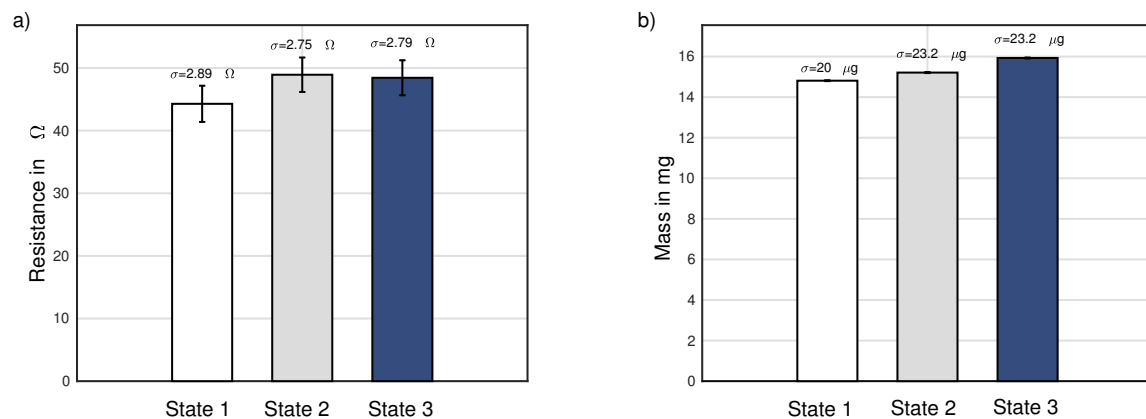 a)
σ=2.89 Ω
σ=2.75 Ω
σ=2.79 Ω
50
40
30
20
10
0
Resistance in Ω
State 1
State 2
State 3
b)
σ=20 μg
σ=23.2 μg
σ=23.2 μg
16
14
12
10
8
6
4
2
0
Mass in mg
State 1
State 2
State 3